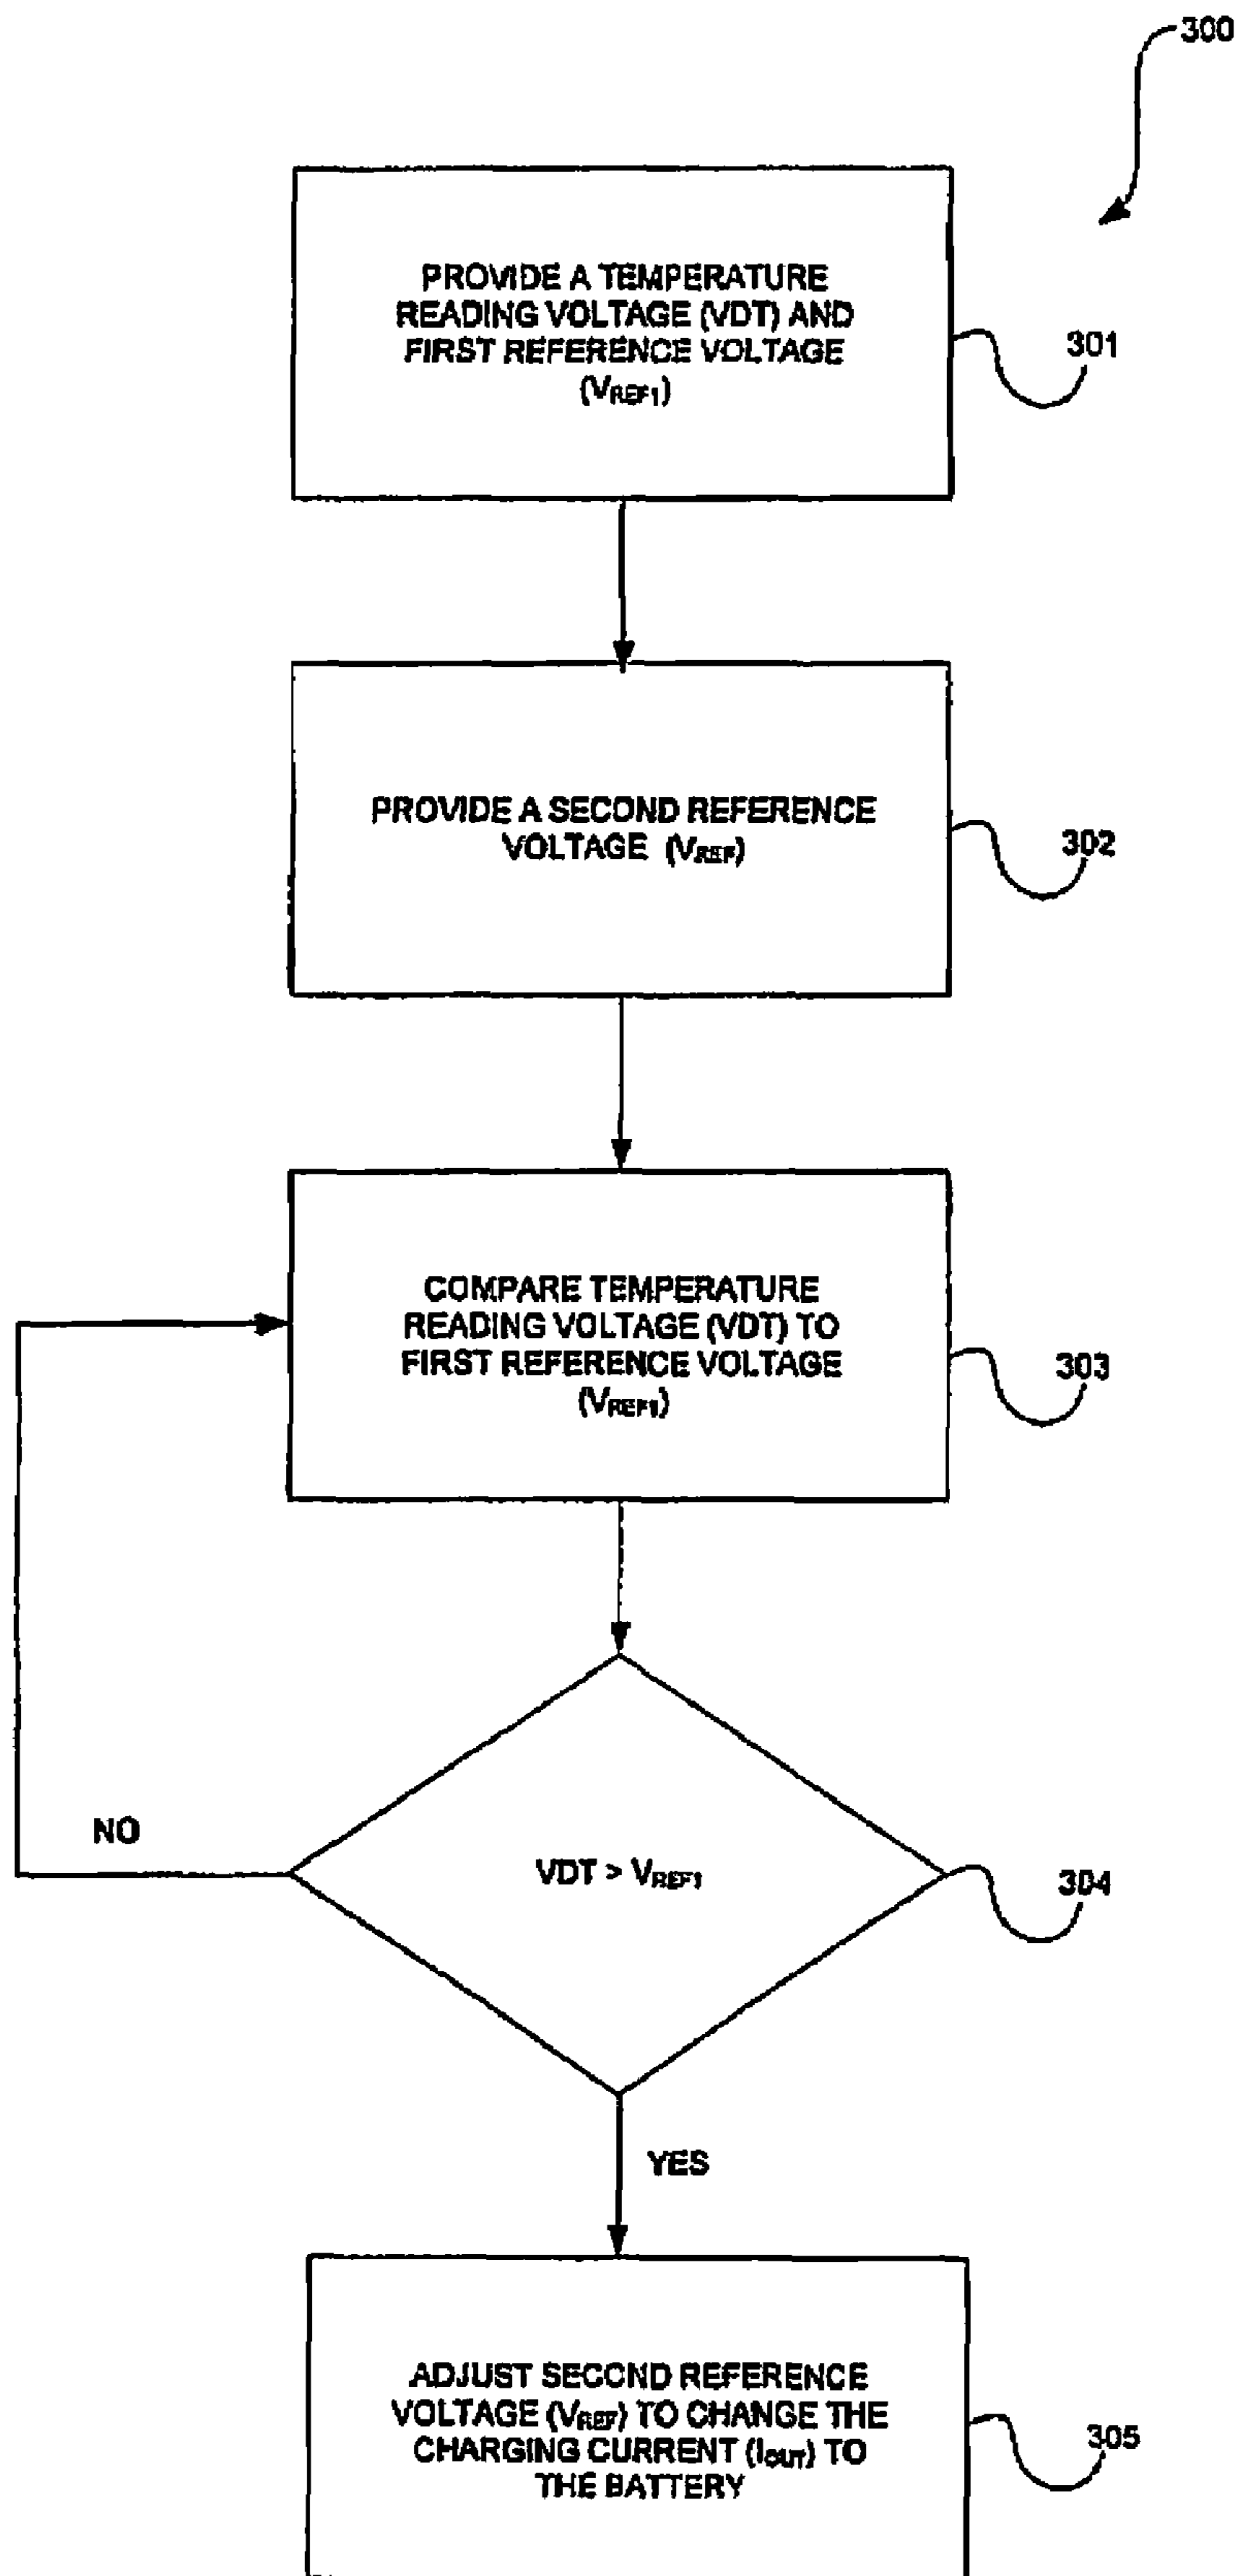 300
PROVIDE A TEMPERATURE
READING VOLTAGE (VDT) AND
FIRST REFERENCE VOLTAGE
(VREF1)
301
PROVIDE A SECOND REFERENCE
VOLTAGE (VREF)
302
COMPARE TEMPERATURE
READING VOLTAGE (VDT) TO
FIRST REFERENCE VOLTAGE
(VREF1)
303
NO
VDT > VREF1
304
YES
ADJUST SECOND REFERENCE
VOLTAGE (VREF) TO CHANGE THE
CHARGING CURRENT (IOUT) TO
THE BATTERY
305